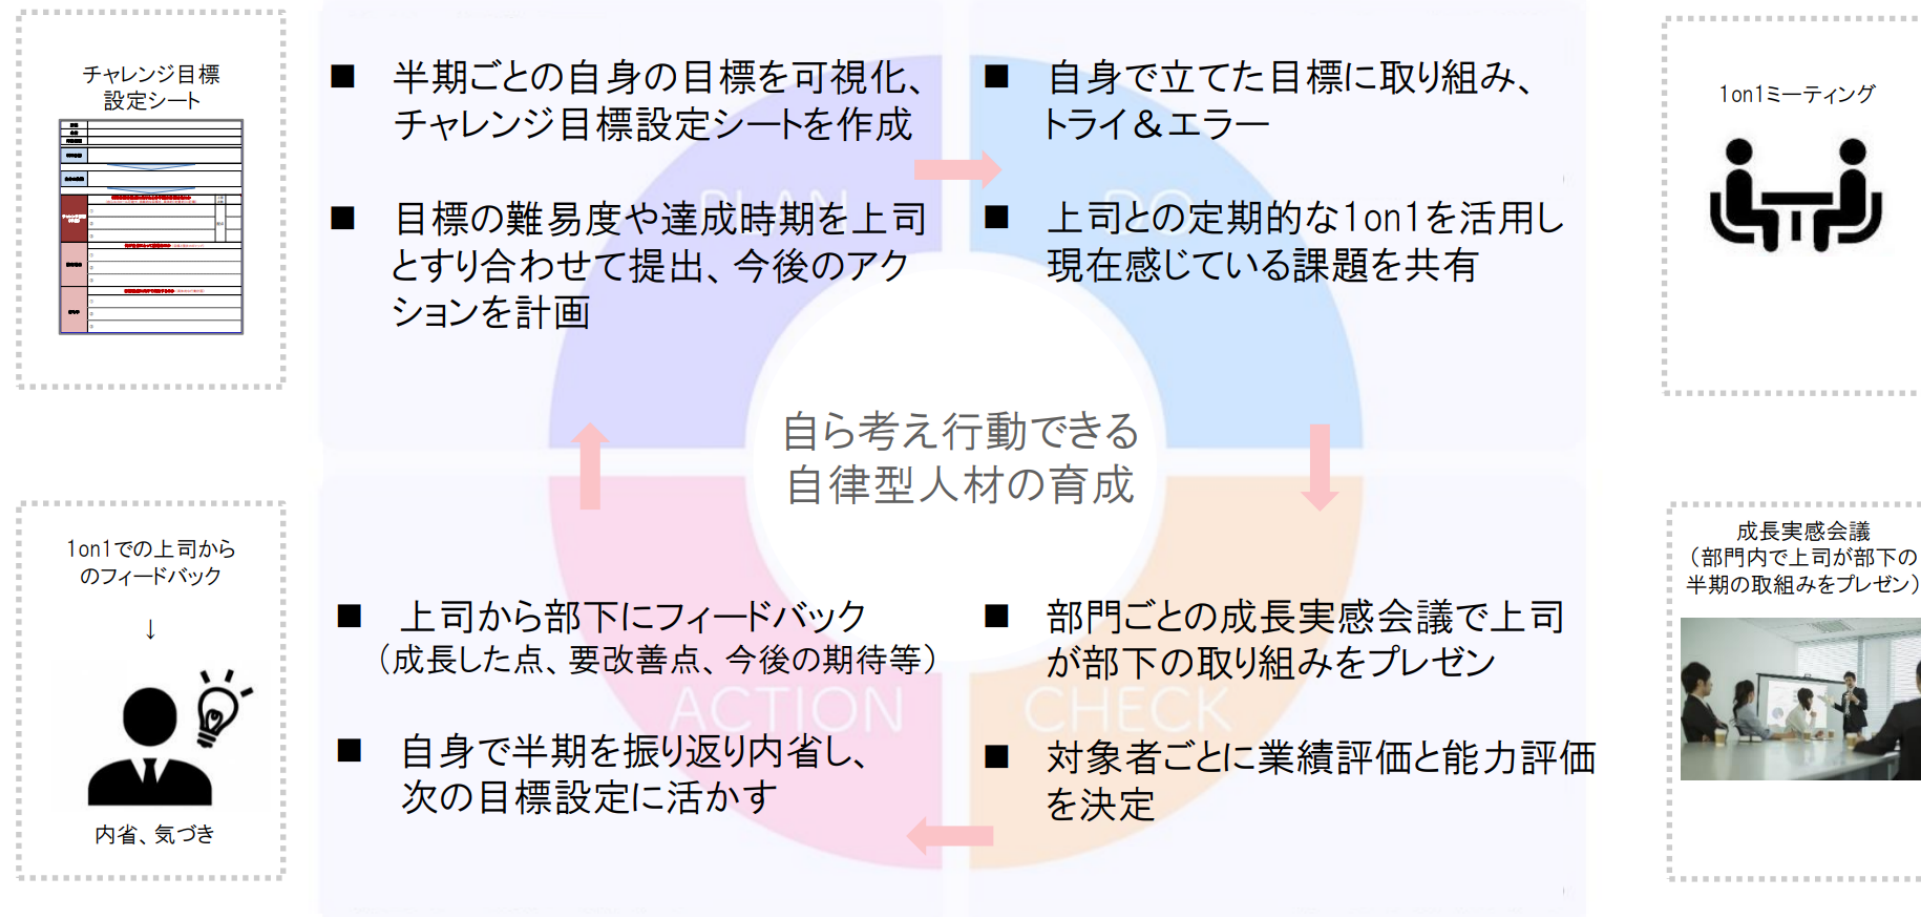 チャレンジ目標
設定シート
■ 半期ごとの自身の目標を可視化、
チャレンジ目標設定シートを作成
■ 目標の難易度や達成時期を上司
とすり合わせて提出、今後のアク
ションを計画
PLAN
■ 自身で立てた目標に取り組み、
トライ＆エラー
■ 上司との定期的な1on1を活用し
現在感じている課題を共有
DO
1on1ミーティング
自ら考え行動できる
自律型人材の育成
1on1での上司から
のフィードバック
↓
内省、気づき
■ 上司から部下にフィードバック
（成長した点、要改善点、今後の期待等）
ACTION
■ 自身で半期を振り返り内省し、
次の目標設定に活かす
■ 部門ごとの成長実感会議で上司
が部下の取り組みをプレゼン
CHECK
■ 対象者ごとに業績評価と能力評価
を決定
成長実感会議
（部門内で上司が部下の
半期の取組みをプレゼン）